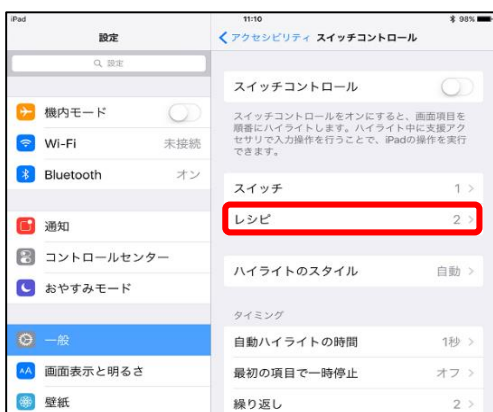 iPad
11:10
98%
設定
設定
機内モード
Wi-Fi 未接続
Bluetooth オン
通知
コントロールセンター
おやすみモード
一般
画面表示と明るさ
壁紙
アクセシビリティ スイッチコントロール
スイッチコントロール
スイッチコントロールをオンにすると、画面項目を
順番にハイライトします。ハイライト中に支援アク
セサリで入力操作を行うことで、iPadの操作を実行
できます。
スイッチ 1
レシピ 2
ハイライトのスタイル 自動
タイミング
自動ハイライトの時間 1秒
最初の項目で一時停止 オフ
繰り返し 2